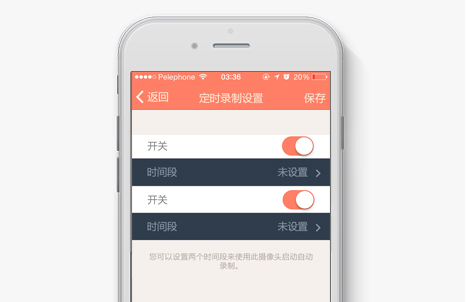 Pelephone 03:36 20%
返回 定时录制设置 保存
开关
时间段 未设置
开关
时间段 未设置
您可以设置两个时间段来使用此摄像头启动自动
录制。